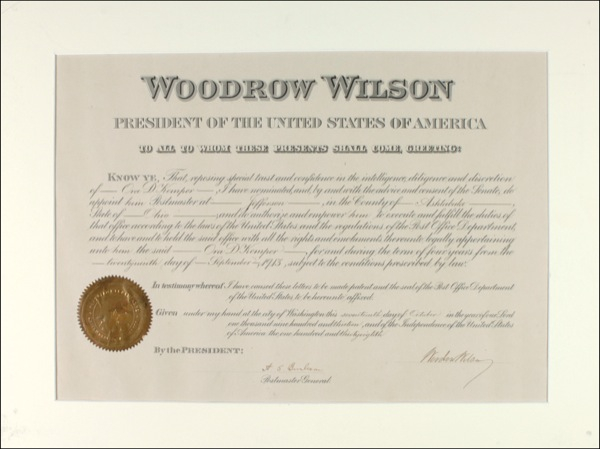 WOODROW WILSON
PRESIDENT OF THE UNITED STATES OF AMERICA
TO ALL TO WHOM THESE PRESENTS SHALL COME, GREETING:
KNOW YE, That, reposing special trust and confidence in the intelligence, diligence and discretion
of Kemper, I have nominated, and, by and with the advice and consent of the Senate, do
appoint him Postmaster at Jefferson, in the County of Ashtabula,
State of Ohio, and do authorize and empower him to execute and fulfill the duties of
that office according to the laws of the United States and the regulations of the Post Office Department,
and to have and to hold the said office with all the rights and emoluments thereunto legally appertaining
unto him the said Kemper for and during the term of four years from the
day of September, 1913, subject to the conditions prescribed by law.
In testimony whereof I have caused these letters to be made patent and the seal of the Post Office Department
of the United States to be hereunto affixed.
Given under my hand at the city of Washington this seventeenth day of October in the year of our Lord
one thousand nine hundred and thirteen, and of the Independence of the United States
of America the one hundred and thirtyeighth.
By the PRESIDENT:
Woodrow Wilson
Postmaster General